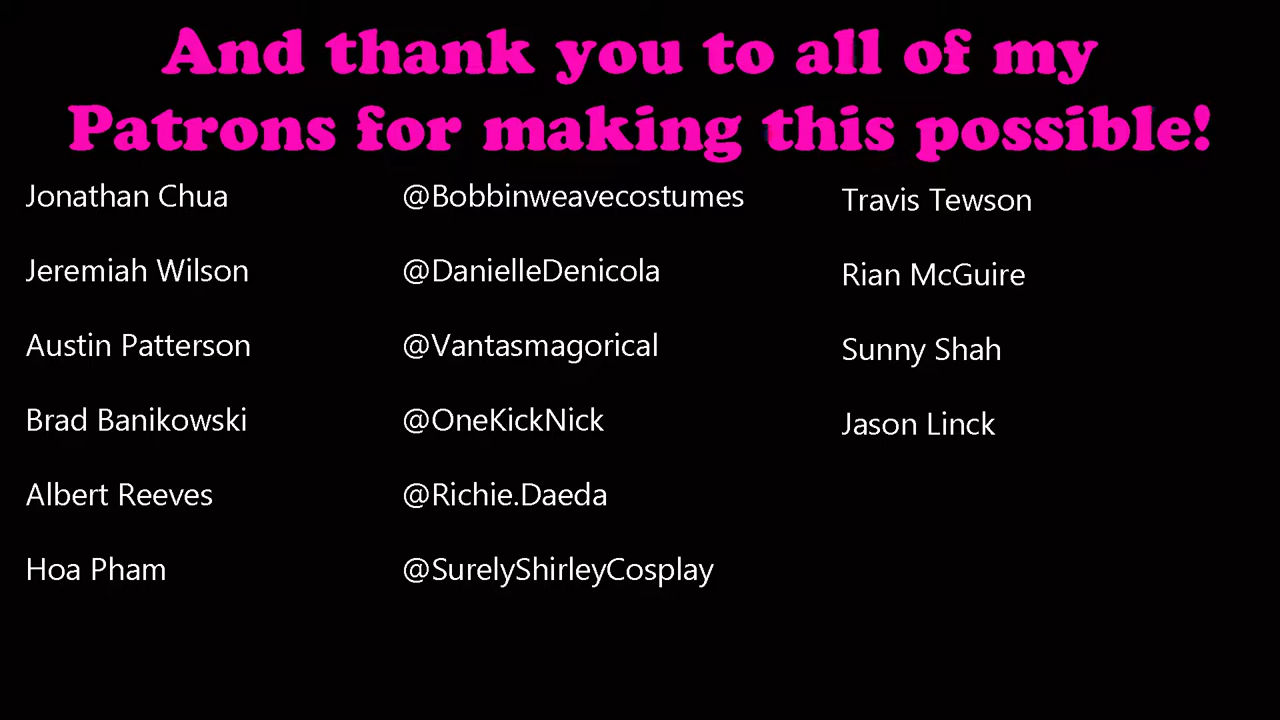 And thank you to all of my
Patrons for making this possible!
Jonathan Chua
Jeremiah Wilson
Austin Patterson
Brad Banikowski
Albert Reeves
Hoa Pham
@Bobbinweavecostumes
@DanielleDenicola
@Vantasmagorical
@OneKickNick
@Richie.Daeda
@SurelyShirleyCosplay
Travis Tewson
Rian McGuire
Sunny Shah
Jason Linck